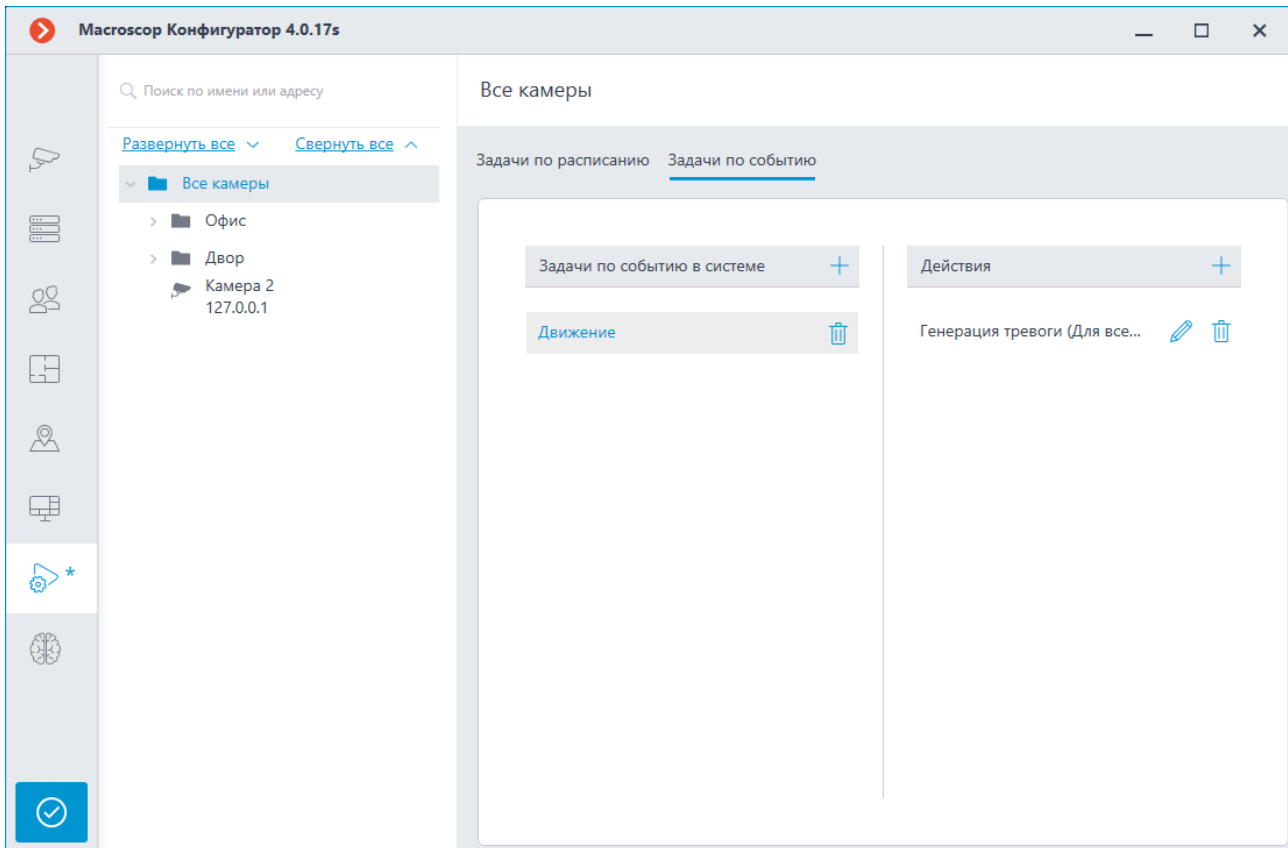 Macroscop Конфигуратор 4.0.17s
Поиск по имени или адресу
Развернуть все Свернуть все
Все камеры
Офис
Двор
Камера 2
127.0.0.1
Все камеры
Задачи по расписанию Задачи по событию
Задачи по событию в системе
Движение
Действия
Генерация тревоги (Для все...
*